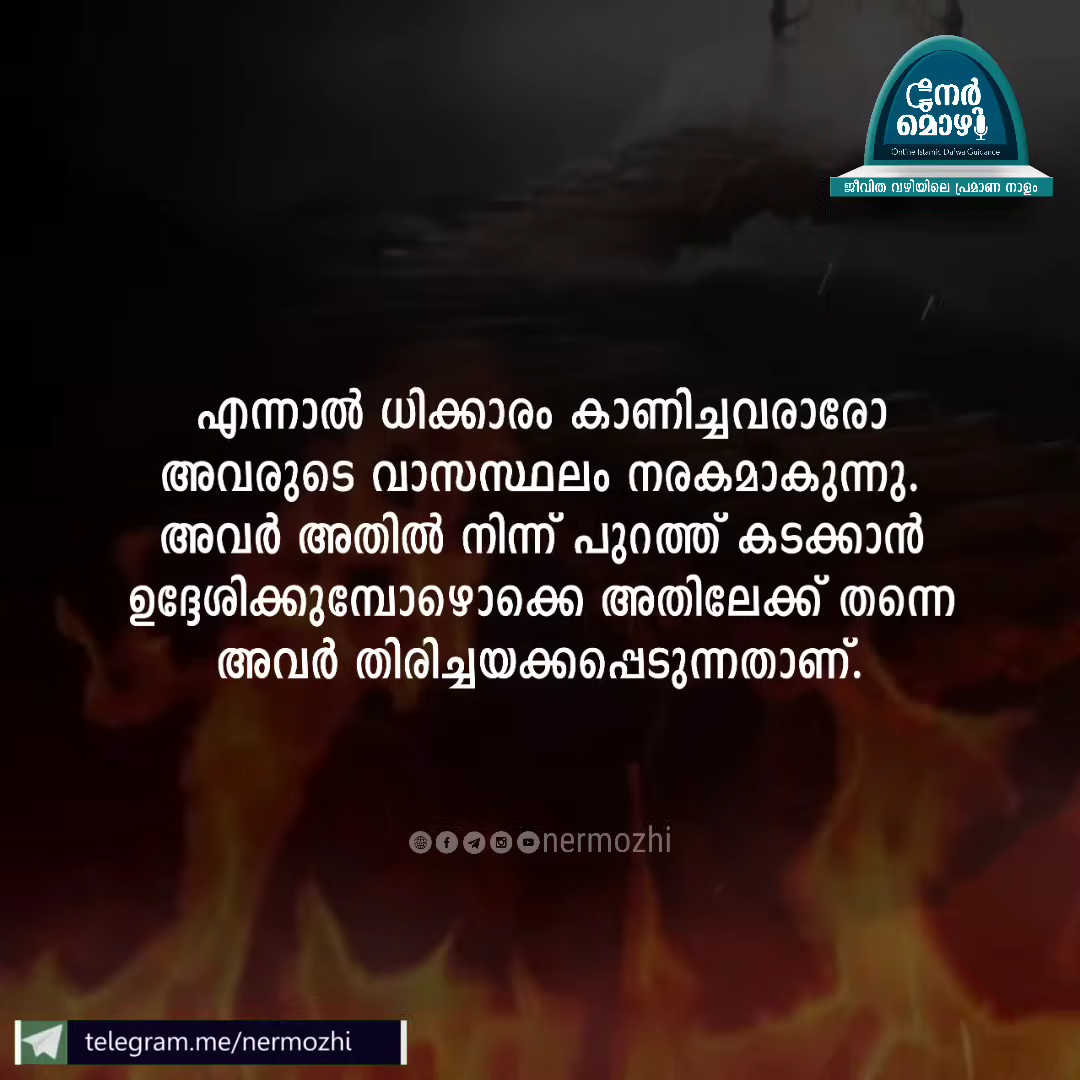 നേർ
മൊഴി
Online Islamic Da'wa Guidance
ജീവിത വഴിയിലെ പ്രമാണ നാളം
എന്നാൽ ധിക്കാരം കാണിച്ചവരാരോ
അവരുടെ വാസസ്ഥലം നരകമാകുന്നു.
അവർ അതിൽ നിന്ന് പുറത്ത് കടക്കാൻ
ഉദ്ദേശിക്കുമ്പോഴൊക്കെ അതിലേക്ക് തന്നെ
അവർ തിരിച്ചയക്കപ്പെടുന്നതാണ്.
nermozhi
telegram.me/nermozhi